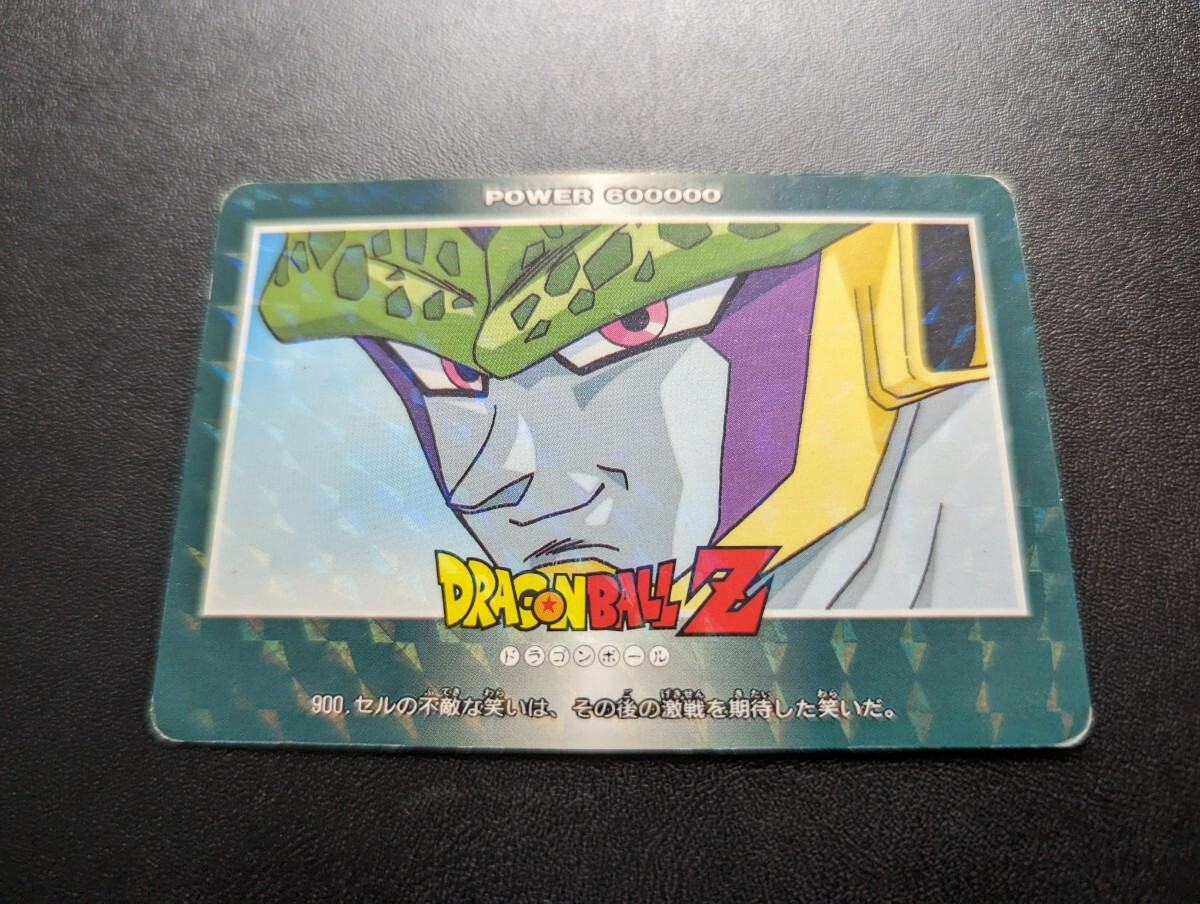 POWER 600000
DRAGONBALL Z
ドラゴンボール
900.セルの不敵な笑いは、その後の激戦を期待した笑いだ。